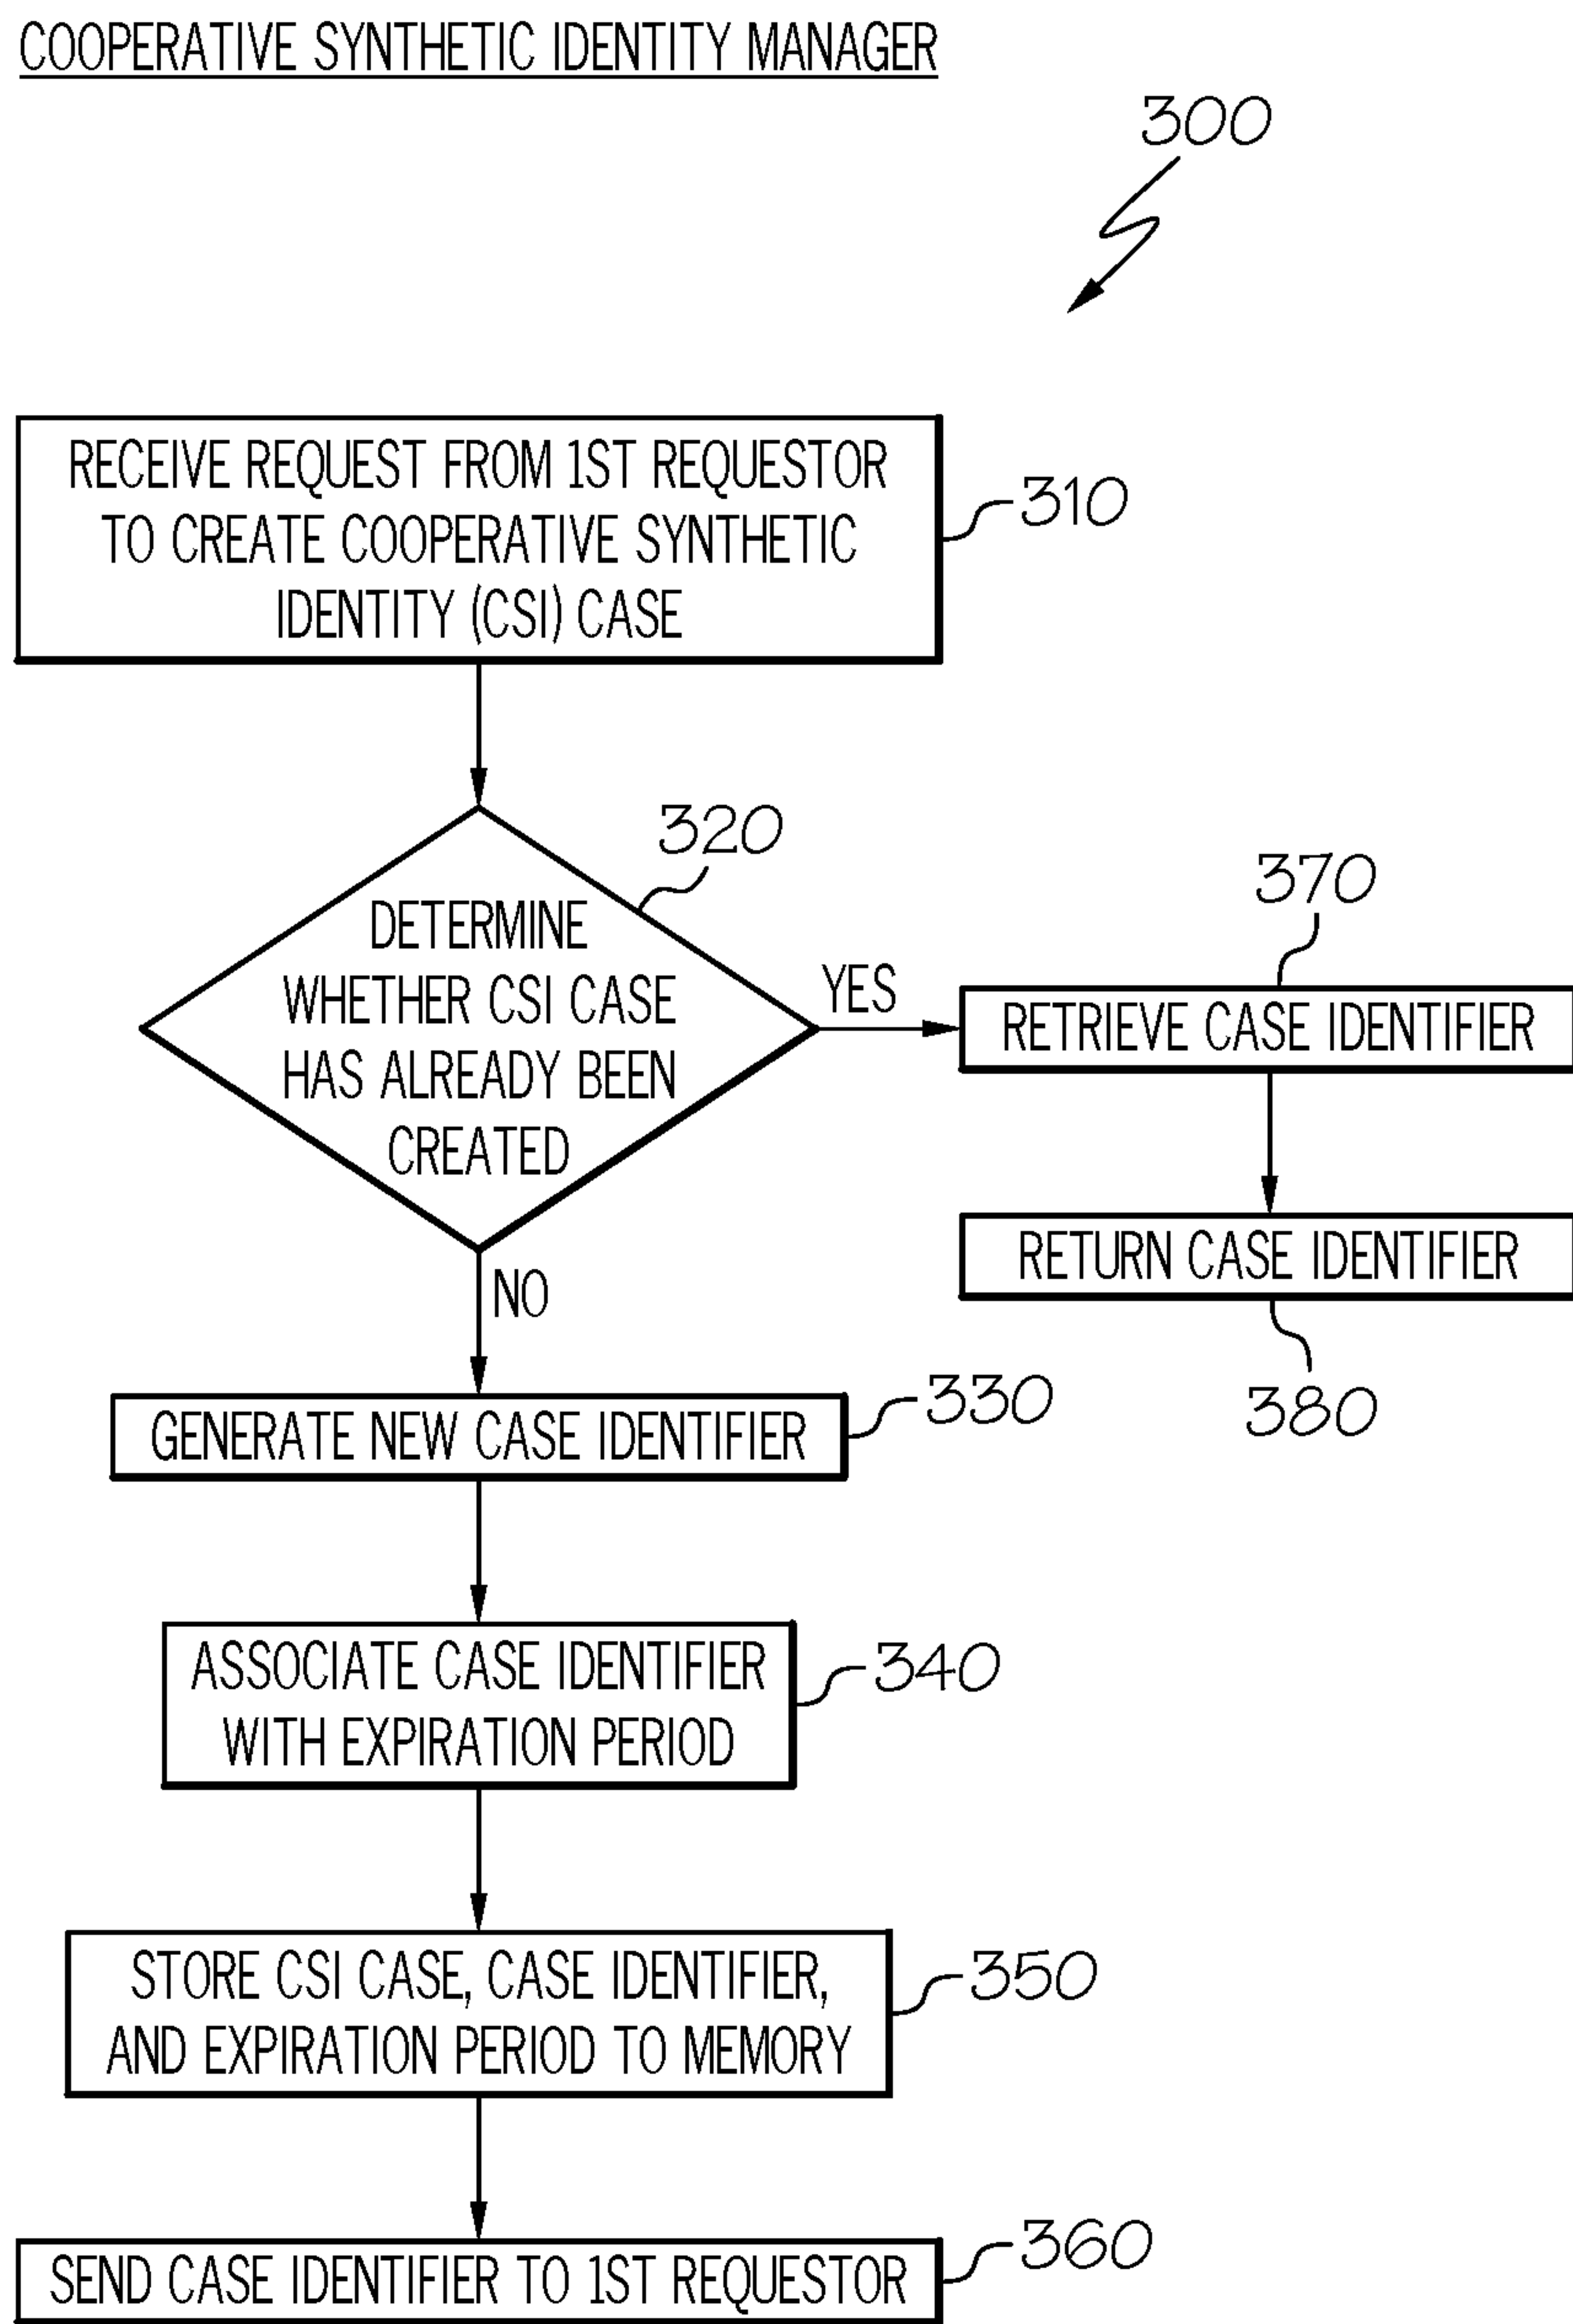 COOPERATIVE SYNTHETIC IDENTITY MANAGER
300
RECEIVE REQUEST FROM 1ST REQUESTOR
TO CREATE COOPERATIVE SYNTHETIC
IDENTITY (CSI) CASE
310
320
DETERMINE
WHETHER CSI CASE
HAS ALREADY BEEN
CREATED
YES
370
RETRIEVE CASE IDENTIFIER
RETURN CASE IDENTIFIER
380
NO
GENERATE NEW CASE IDENTIFIER
330
ASSOCIATE CASE IDENTIFIER
WITH EXPIRATION PERIOD
340
STORE CSI CASE, CASE IDENTIFIER,
AND EXPIRATION PERIOD TO MEMORY
350
SEND CASE IDENTIFIER TO 1ST REQUESTOR
360